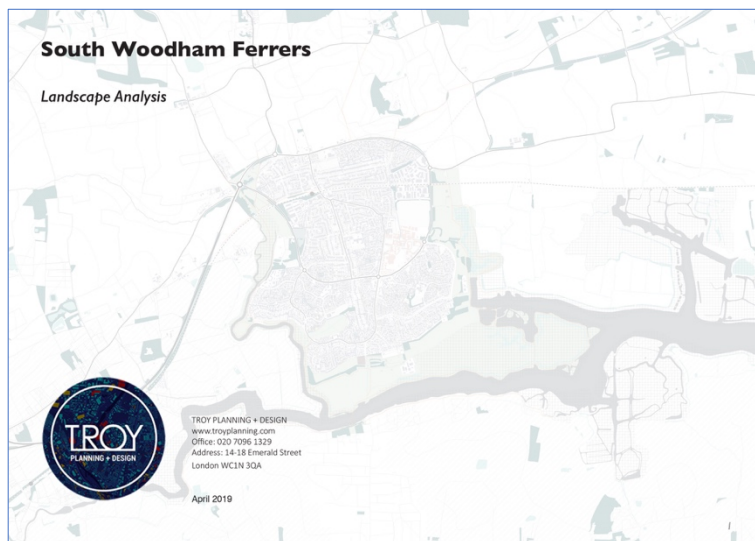 South Woodham Ferrers
Landscape Analysis
TROY
PLANNING + DESIGN
TROY PLANNING + DESIGN
www.troyplanning.com
Office: 020 7096 1329
Address: 14-18 Emerald Street
London WC1N 3QA
April 2019
1